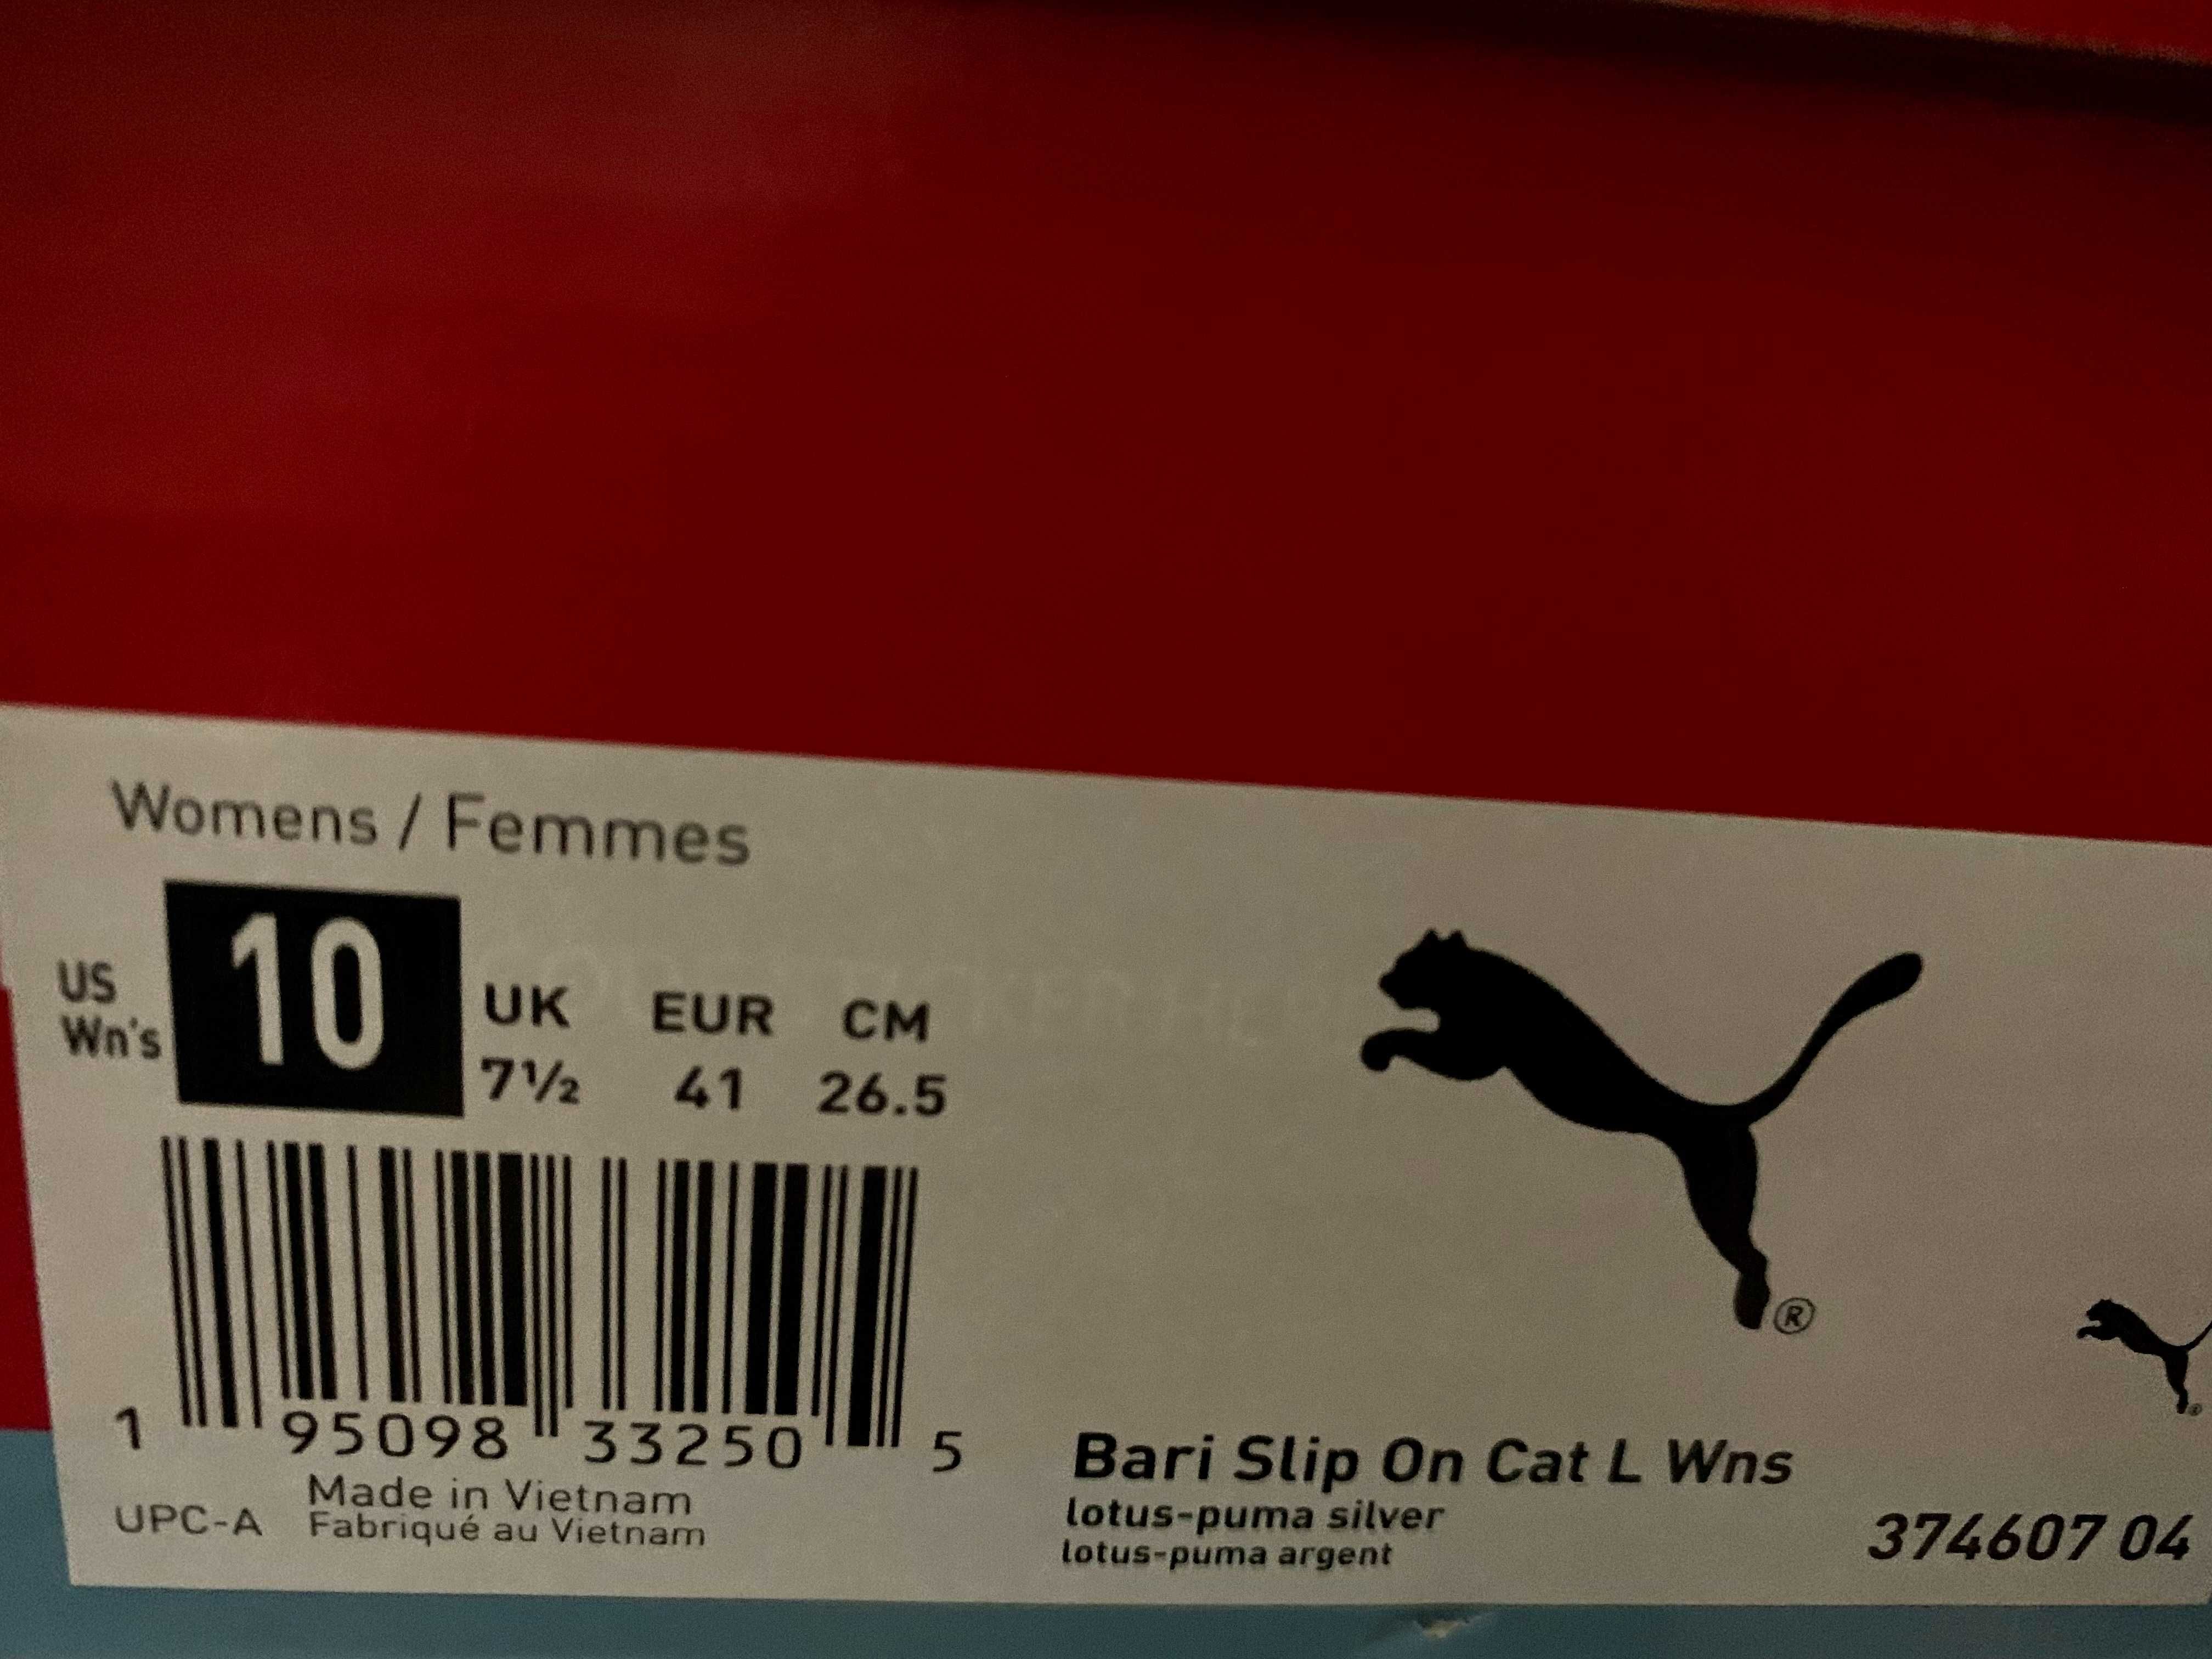 Womens / Femmes
US
Wn's
10
UK EUR CM
7½ 41 26.5
1 95098 33250 5
UPC-A
Made in Vietnam
Fabriqué au Vietnam
®
Bari Slip On Cat L Wns
lotus-puma silver
lotus-puma argent
374607 04